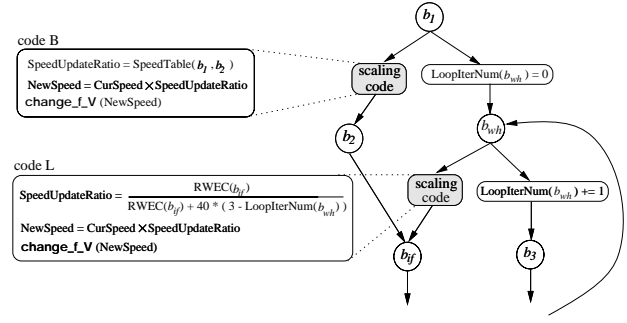 code B
SpeedUpdateRatio = SpeedTable(b1 , b2 )
NewSpeed = CurSpeed × SpeedUpdateRatio
change_f_V (NewSpeed)
b1
scaling
code
LoopIterNum(bwh ) = 0
b2
bwh
code L
SpeedUpdateRatio = RWEC(bif) / RWEC(bif) + 40 * ( 3 - LoopIterNum(bwh ) )
NewSpeed = CurSpeed × SpeedUpdateRatio
change_f_V (NewSpeed)
scaling
code
LoopIterNum(bwh ) += 1
bif
b3